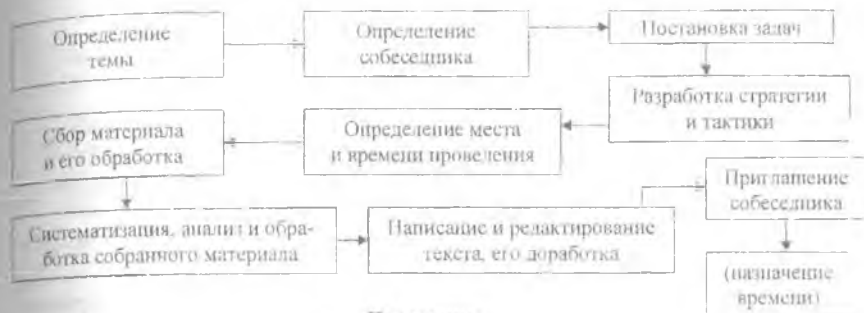 Определение
темы
Определение
собеседника
Постановка задач
Разработка стратегии
и тактики
Определение места
и времени проведения
Сбор материала
и его обработка
Систематизация, анализ и обра-
ботка собранного материала
Написание и редактирование
текста, его доработка
Приглашение
собеседника
(назначение
времени)